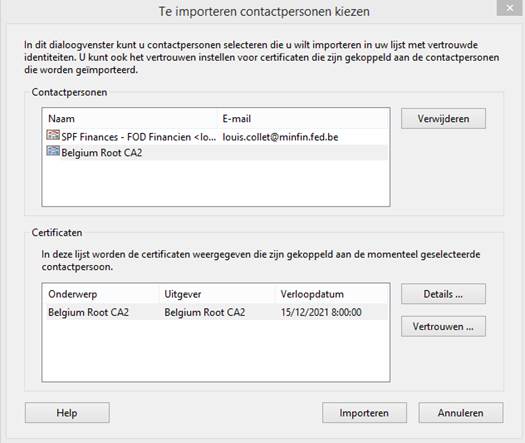 Te importeren contactpersonen kiezen
In dit dialoogvenster kunt u contactpersonen selecteren die u wilt importeren in uw lijst met vertrouwde
identiteiten. U kunt ook het vertrouwen instellen voor certificaten die zijn gekoppeld aan de contactpersonen
die worden geïmporteerd.
Contactpersonen
Naam E-mail
SPF Finances - FOD Financien <lo... louis.collet@minfin.fed.be
Belgium Root CA2
Verwijderen
Certificaten
In deze lijst worden de certificaten weergegeven die zijn gekoppeld aan de momenteel geselecteerde
contactpersoon.
Onderwerp Uitgever Verloopdatum
Belgium Root CA2 Belgium Root CA2 15/12/2021 8:00:00
Details ...
Vertrouwen ...
Help Importeren Annuleren